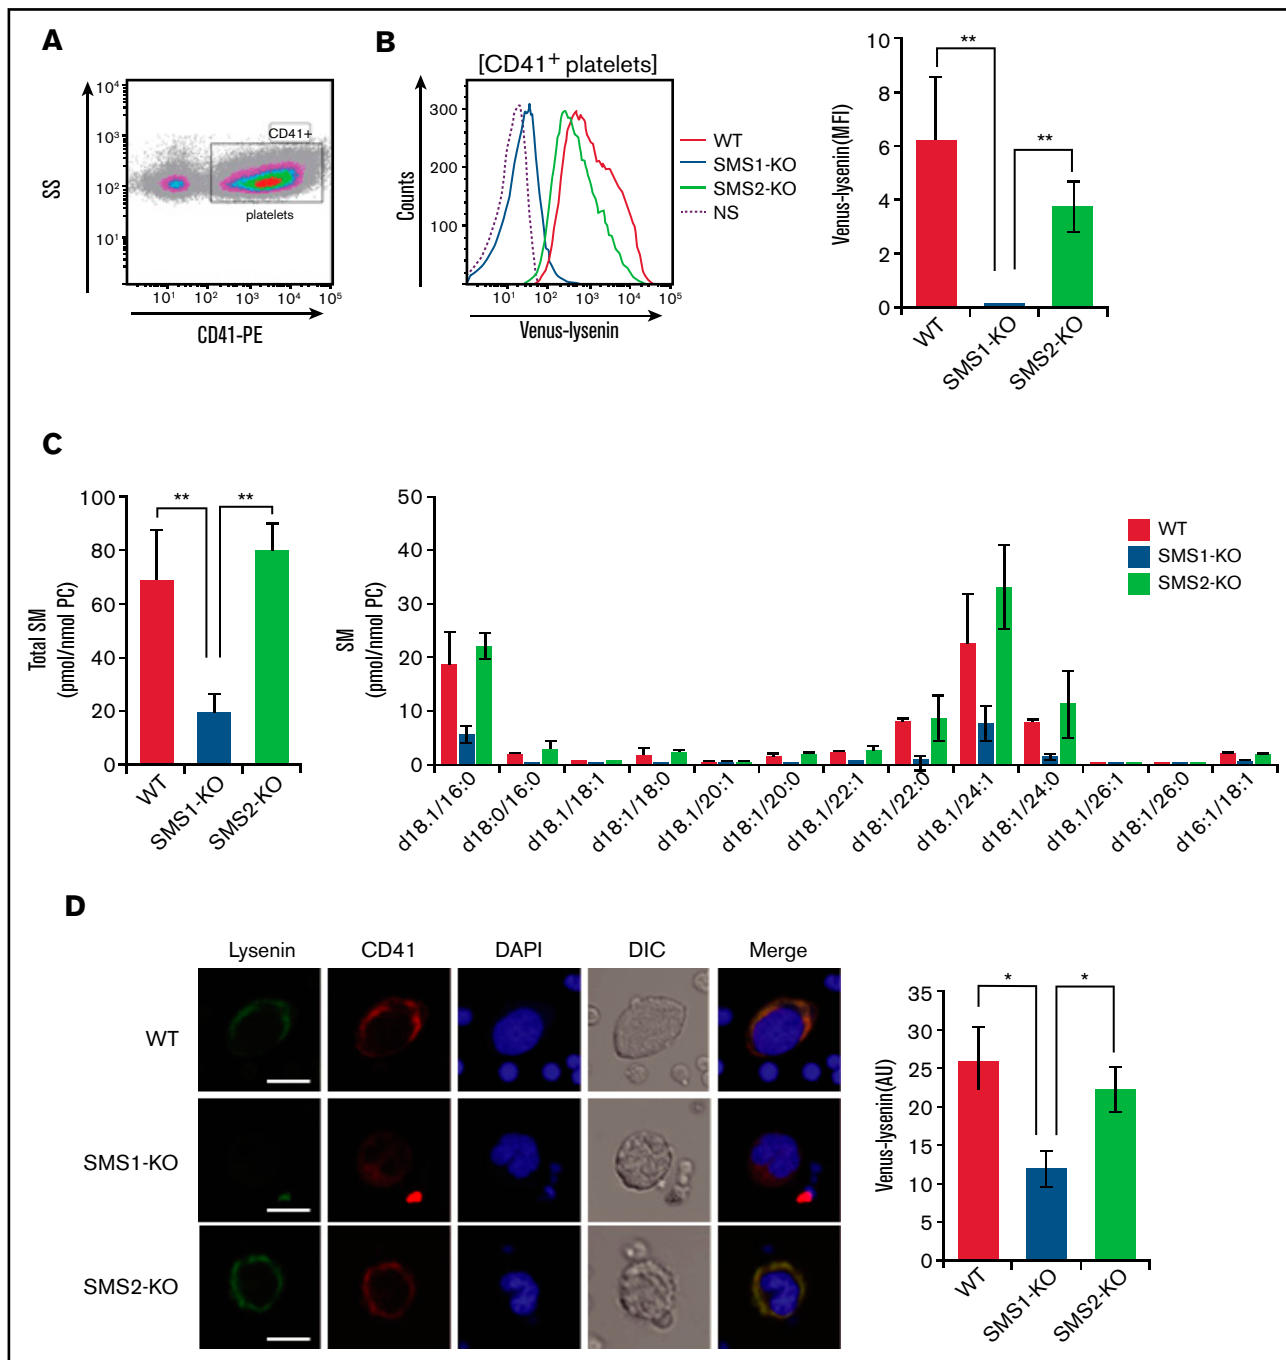 A
10⁴
10³
10²
10¹
SS
CD41+
platelets
10¹ 10² 10³ 10⁴ 10⁵
CD41-PE
B
[CD41+ platelets]
300
200
100
Counts
10¹ 10² 10³ 10⁴ 10⁵
Venus-lysenin
WT
SMS1-KO
SMS2-KO
NS
10
8
6
4
2
0
Venus-lysenin(MFI)
** **
WT SMS1-KO SMS2-KO
C
100
80
60
40
20
0
Total SM
(pmol/nmol PC)
** **
WT SMS1-KO SMS2-KO
50
40
30
20
10
0
SM
(pmol/nmol PC)
WT
SMS1-KO
SMS2-KO
d18.1/16:0 d18:0/16:0 d18.1/18:1 d18:1/18:0 d18.1/20:1 d18:1/20:0 d18.1/22:1 d18:1/22:0 d18.1/24:1 d18:1/24:0 d18.1/26:1 d18:1/26:0 d16:1/18:1
D
Lysenin CD41 DAPI DIC Merge
WT
SMS1-KO
SMS2-KO
35
30
25
20
15
10
5
0
Venus-lysenin(AU)
* *
WT SMS1-KO SMS2-KO